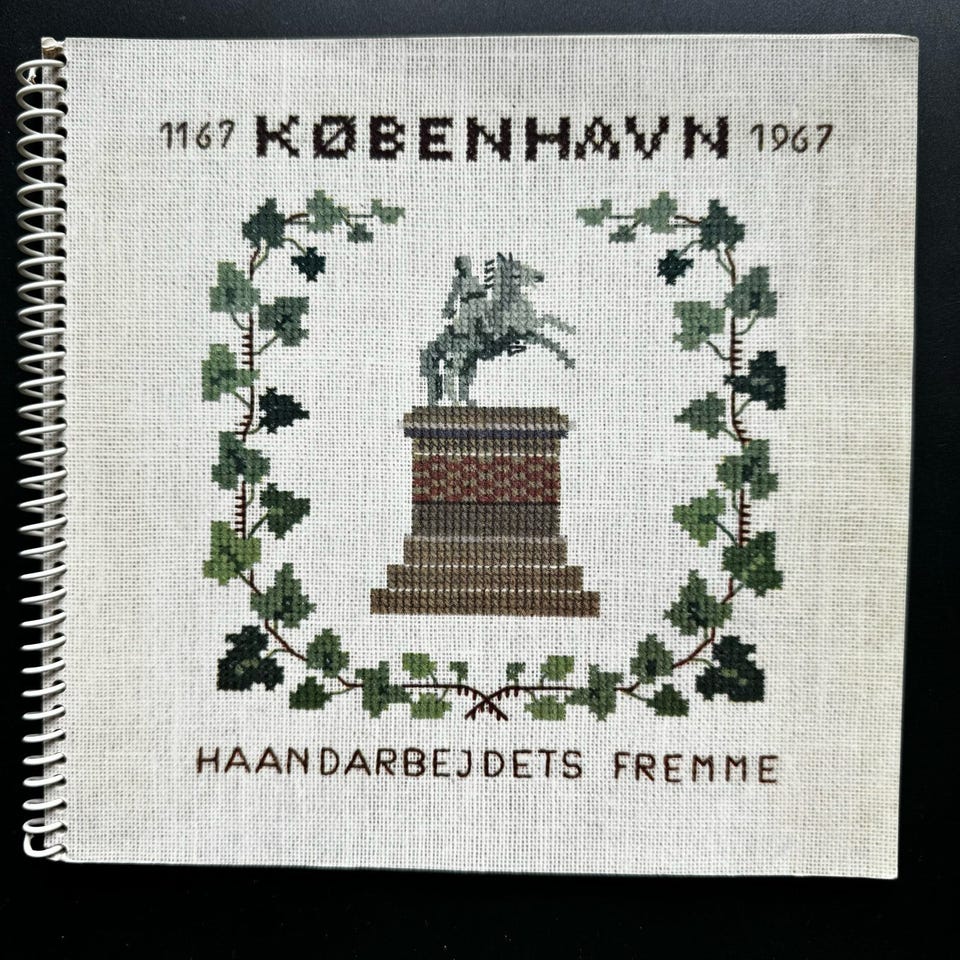 1167 KØBENHAVN 1967
HAANDARBEJDETS FREMME